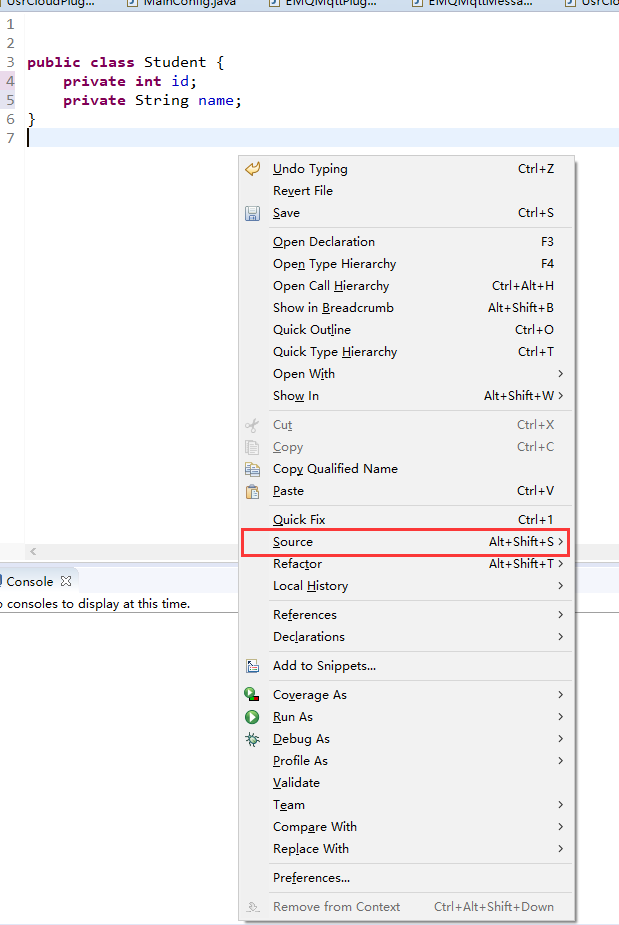 UsrCloudPlug... MainConfig.java EMQMqttPlug... EMQMqttMessa... UsrClo
1
2
3 public class Student {
4 private int id;
5 private String name;
6 }
7
Undo Typing Ctrl+Z
Revert File
Save Ctrl+S
Open Declaration F3
Open Type Hierarchy F4
Open Call Hierarchy Ctrl+Alt+H
Show in Breadcrumb Alt+Shift+B
Quick Outline Ctrl+O
Quick Type Hierarchy Ctrl+T
Open With
Show In Alt+Shift+W
Cut Ctrl+X
Copy Ctrl+C
Copy Qualified Name
Paste Ctrl+V
Quick Fix Ctrl+1
Source Alt+Shift+S
Refactor Alt+Shift+T
Local History
References
Declarations
Add to Snippets...
Coverage As
Run As
Debug As
Profile As
Validate
Team
Compare With
Replace With
Preferences...
Remove from Context Ctrl+Alt+Shift+Down
Console
o consoles to display at this time.